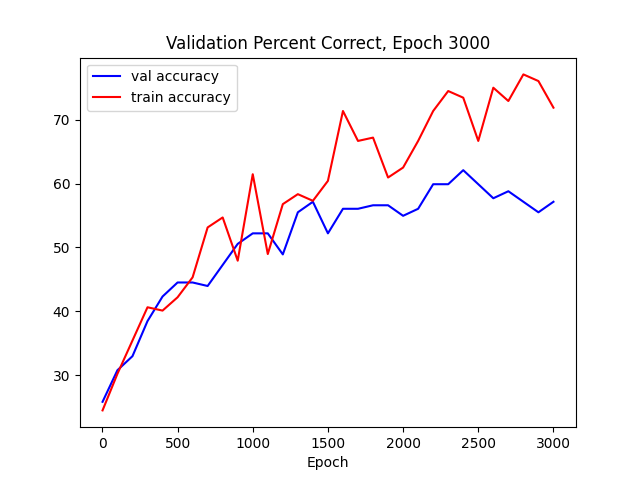 Validation Percent Correct, Epoch 3000
val accuracy
train accuracy
70
60
50
40
30
0 500 1000 1500 2000 2500 3000
Epoch